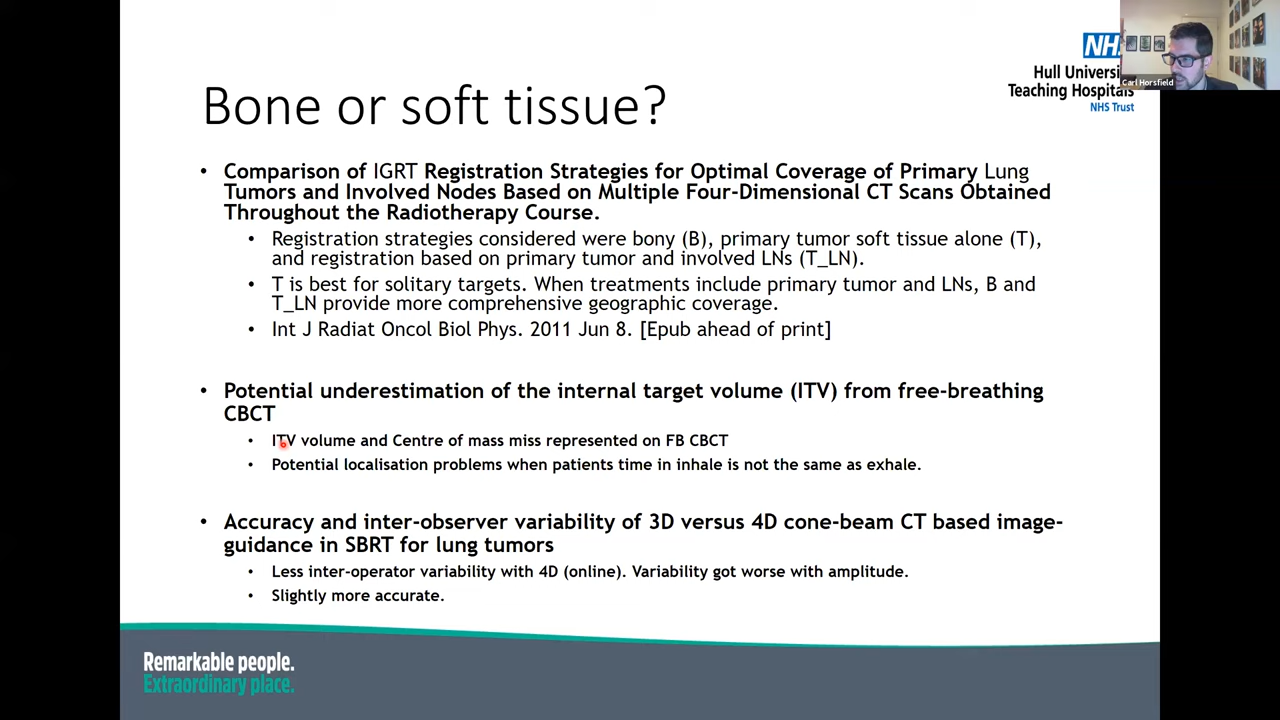 NHS
Carl Horsfield
Hull Universi
Teaching Hospitals
NHS Trust
Bone or soft tissue?
• Comparison of IGRT Registration Strategies for Optimal Coverage of Primary Lung
Tumors and Involved Nodes Based on Multiple Four-Dimensional CT Scans Obtained
Throughout the Radiotherapy Course.
• Registration strategies considered were bony (B), primary tumor soft tissue alone (T),
and registration based on primary tumor and involved LNs (T_LN).
• T is best for solitary targets. When treatments include primary tumor and LNs, B and
T_LN provide more comprehensive geographic coverage.
• Int J Radiat Oncol Biol Phys. 2011 Jun 8. [Epub ahead of print]
• Potential underestimation of the internal target volume (ITV) from free-breathing
CBCT
• ITV volume and Centre of mass miss represented on FB CBCT
• Potential localisation problems when patients time in inhale is not the same as exhale.
• Accuracy and inter-observer variability of 3D versus 4D cone-beam CT based image-
guidance in SBRT for lung tumors
• Less inter-operator variability with 4D (online). Variability got worse with amplitude.
• Slightly more accurate.
Remarkable people.
Extraordinary place.